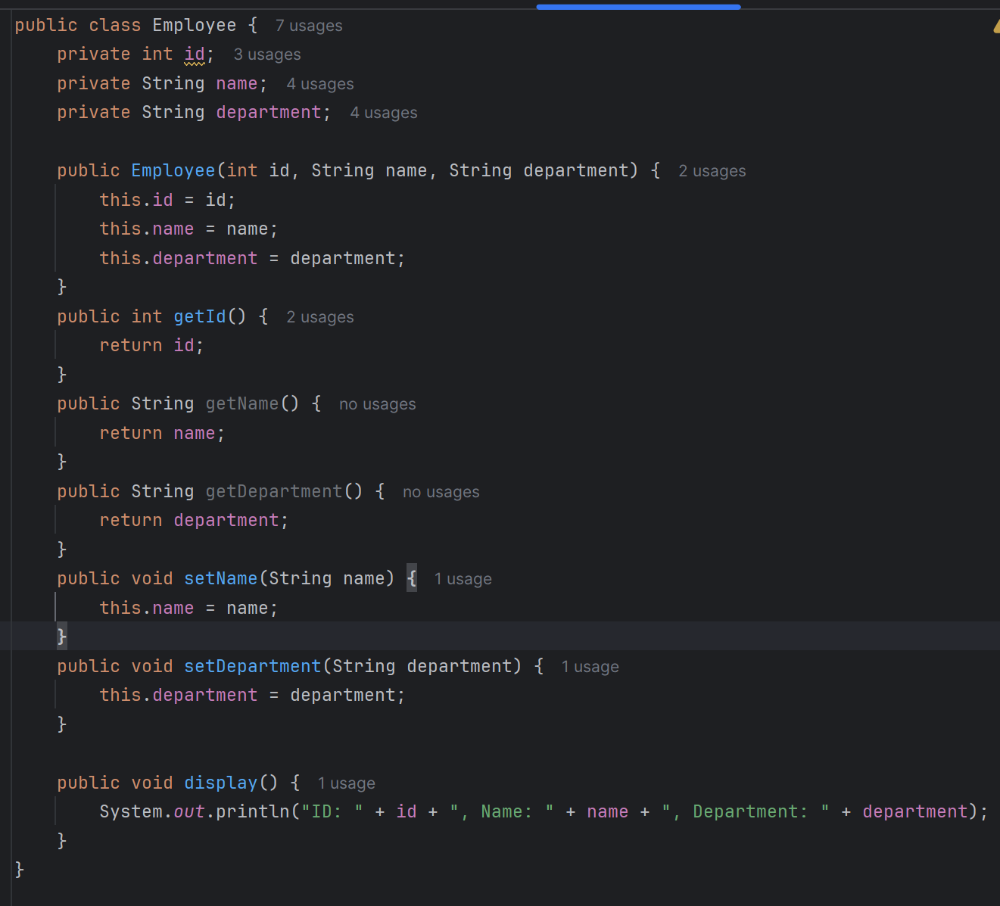 public class Employee {  7 usages
    private int id;  3 usages
    private String name;  4 usages
    private String department;  4 usages

    public Employee(int id, String name, String department) {  2 usages
        this.id = id;
        this.name = name;
        this.department = department;
    }
    public int getId() {  2 usages
        return id;
    }
    public String getName() {  no usages
        return name;
    }
    public String getDepartment() {  no usages
        return department;
    }
    public void setName(String name) {  1 usage
        this.name = name;
    }
    public void setDepartment(String department) {  1 usage
        this.department = department;
    }

    public void display() {  1 usage
        System.out.println("ID: " + id + ", Name: " + name + ", Department: " + department);
    }
}